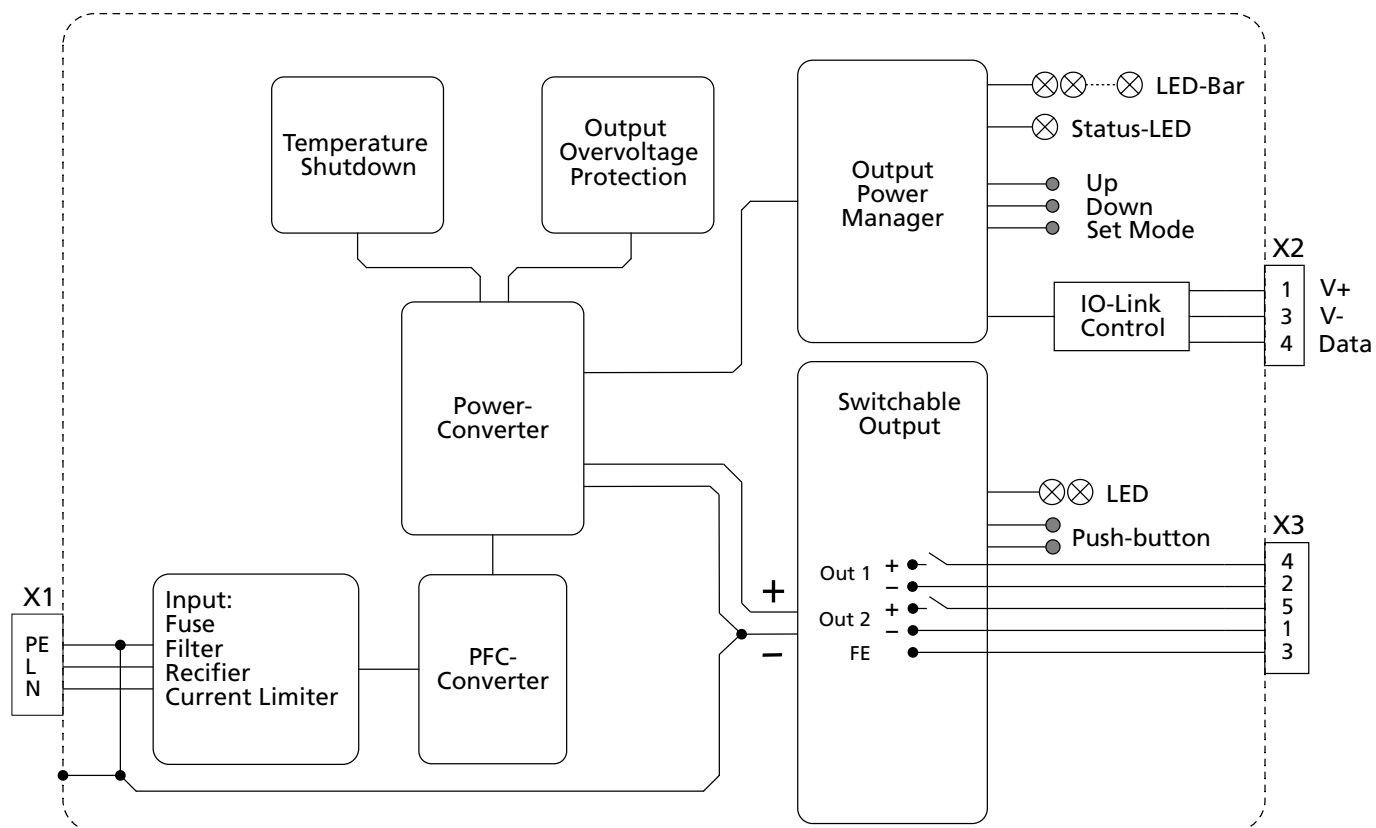 LED-Bar
Status-LED
Temperature
Shutdown
Output
Overvoltage
Protection
Output
Power
Manager
Up
Down
Set Mode
X2
1 V+
3 V-
4 Data
IO-Link
Control
Power-
Converter
Switchable
Output
LED
Push-button
X3
Out 1 + 4
− 2
Out 2 + 5
− 1
FE 3
+
−
X1
PE
L
N
Input:
Fuse
Filter
Rectifier
Current Limiter
PFC-
Converter